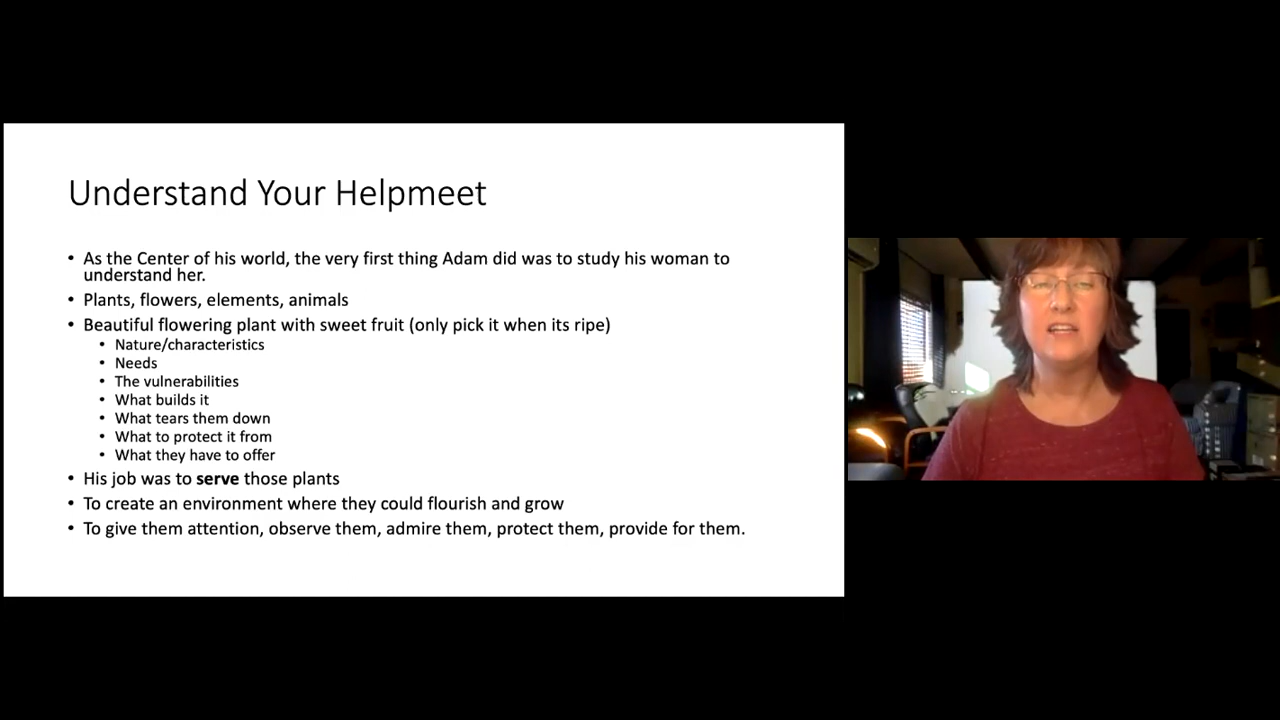 Understand Your Helpmeet
• As the Center of his world, the very first thing Adam did was to study his woman to
understand her.
• Plants, flowers, elements, animals
• Beautiful flowering plant with sweet fruit (only pick it when its ripe)
• Nature/characteristics
• Needs
• The vulnerabilities
• What builds it
• What tears them down
• What to protect it from
• What they have to offer
• His job was to serve those plants
• To create an environment where they could flourish and grow
• To give them attention, observe them, admire them, protect them, provide for them.